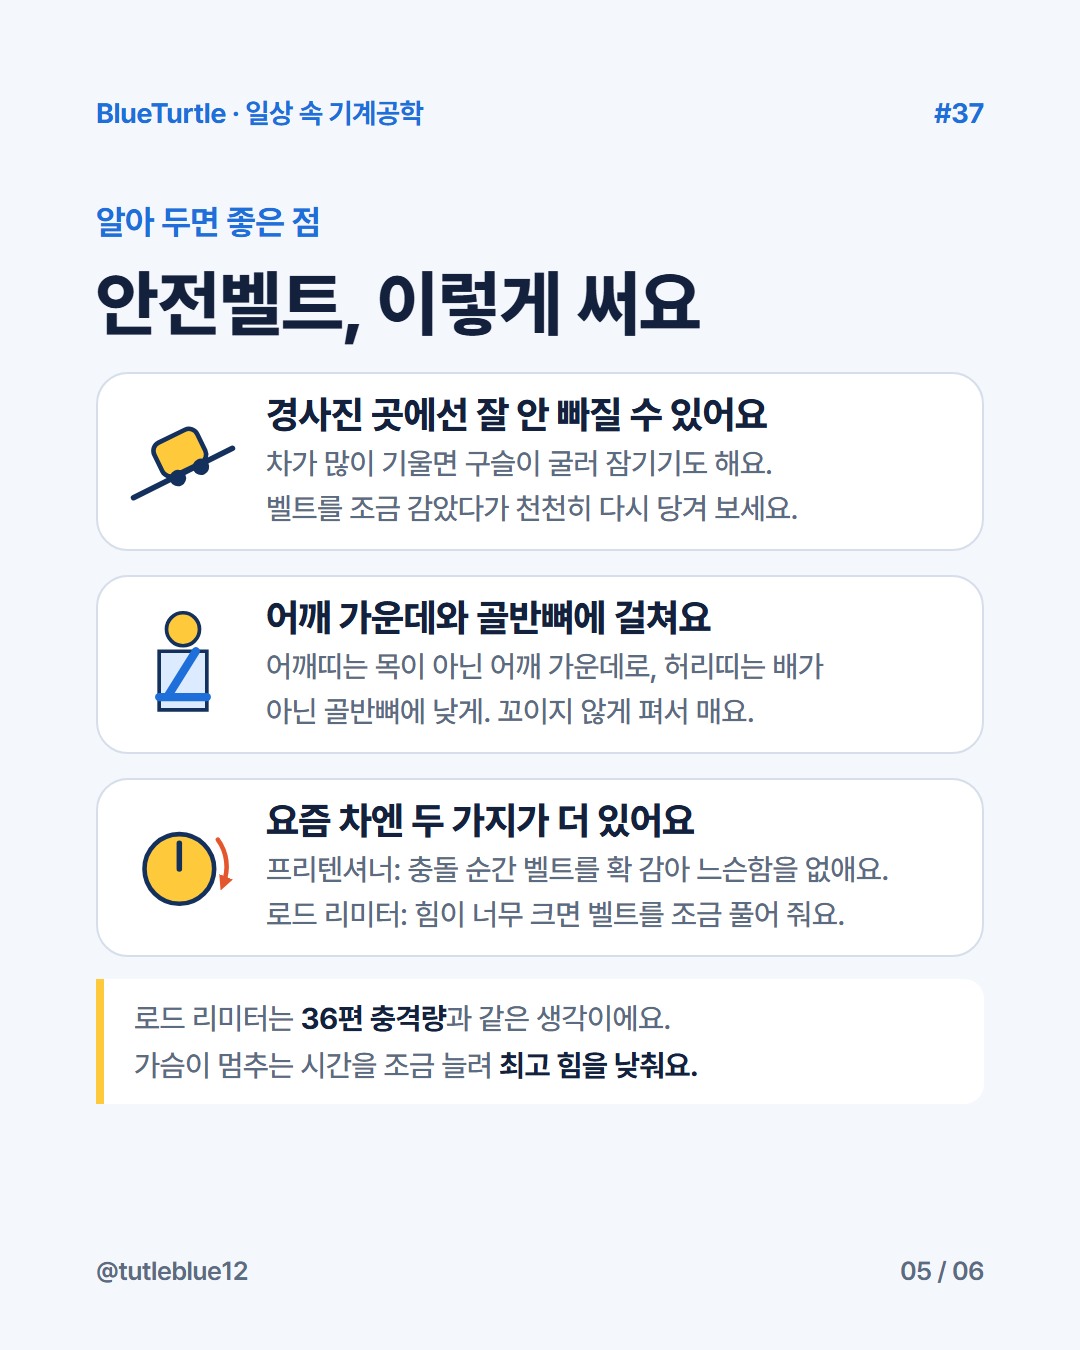 BlueTurtle · 일상 속 기계공학
#37
알아 두면 좋은 점
안전벨트, 이렇게 써요
경사진 곳에선 잘 안 빠질 수 있어요
차가 많이 기울면 구슬이 굴러 잠기기도 해요.
벨트를 조금 감았다가 천천히 다시 당겨 보세요.
어깨 가운데와 골반뼈에 걸쳐요
어깨띠는 목이 아닌 어깨 가운데로, 허리띠는 배가
아닌 골반뼈에 낮게. 꼬이지 않게 펴서 매요.
요즘 차엔 두 가지가 더 있어요
프리텐셔너: 충돌 순간 벨트를 확 감아 느슨함을 없애요.
로드 리미터: 힘이 너무 크면 벨트를 조금 풀어 줘요.
로드 리미터는 36편 충격량과 같은 생각이에요.
가슴이 멈추는 시간을 조금 늘려 최고 힘을 낮춰요.
@tutleblue12
05 / 06